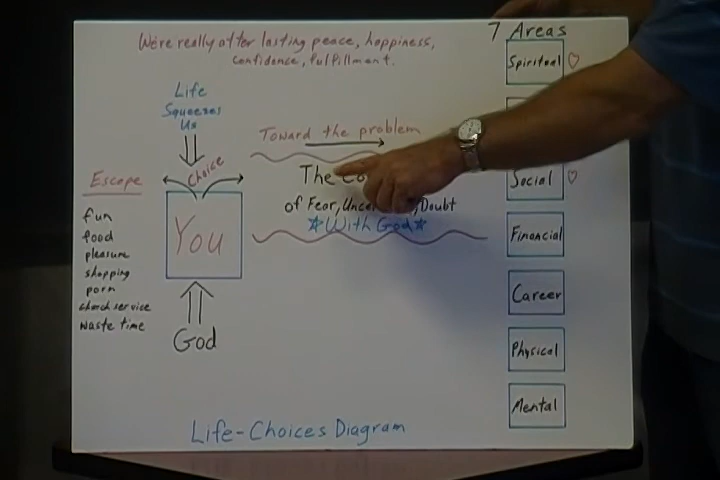 We're really after lasting peace, happiness,
confidence, fulfillment.
7 Areas
Spiritual
Life
Squeezes
Us
Toward the problem
Choice
Escape
The
Social
fun
food
pleasure
shopping
porn
church service
waste time
You
of Fear, Doubt
With God
Financial
Career
God
Physical
Mental
Life-Choices Diagram